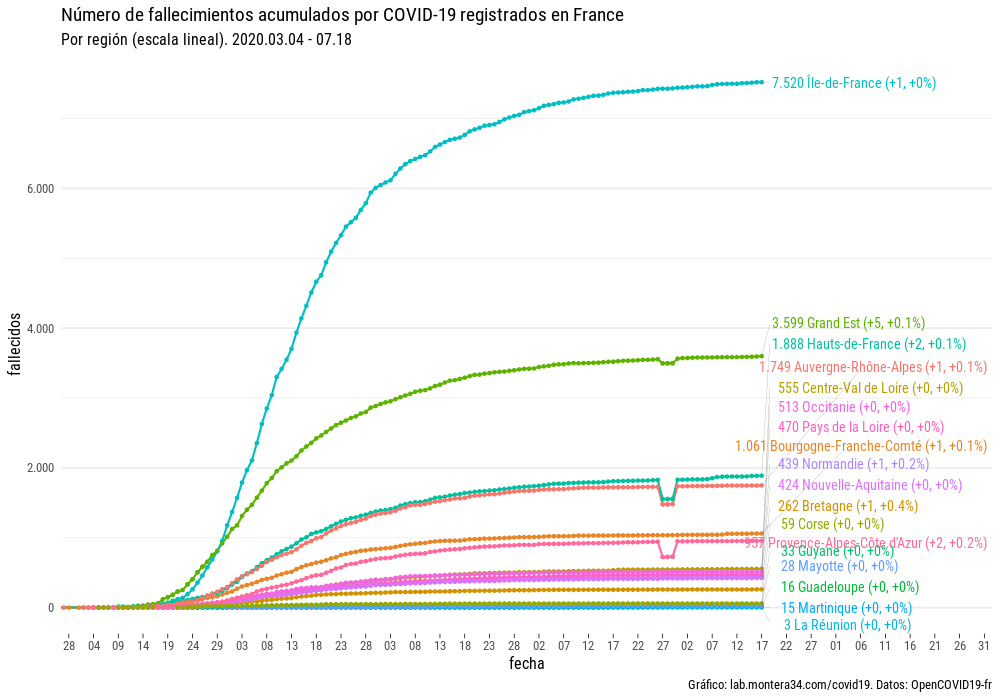 Número de fallecimientos acumulados por COVID-19 registrados en France
Por región (escala lineal). 2020.03.04 - 07.18
7.520 Île-de-France (+1, +0%)
6.000
4.000
3.599 Grand Est (+5, +0.1%)
1.888 Hauts-de-France (+2, +0.1%)
1.749 Auvergne-Rhône-Alpes (+1, +0.1%)
555 Centre-Val de Loire (+0, +0%)
513 Occitanie (+0, +0%)
470 Pays de la Loire (+0, +0%)
1.061 Bourgogne-Franche-Comté (+1, +0.1%)
2.000
439 Normandie (+1, +0.2%)
424 Nouvelle-Aquitaine (+0, +0%)
262 Bretagne (+1, +0.4%)
59 Corse (+0, +0%)
957 Provence-Alpes-Côte d'Azur (+2, +0.2%)
33 Guyane (+0, +0%)
28 Mayotte (+0, +0%)
16 Guadeloupe (+0, +0%)
15 Martinique (+0, +0%)
0
3 La Réunion (+0, +0%)
fallecidos
28 04 09 14 19 24 29 03 08 13 18 23 28 03 08 13 18 23 28 02 07 12 17 22 27 02 07 12 17 22 27 01 06 11 16 21 26 31
fecha
Gráfico: lab.montera34.com/covid19. Datos: OpenCOVID19-fr